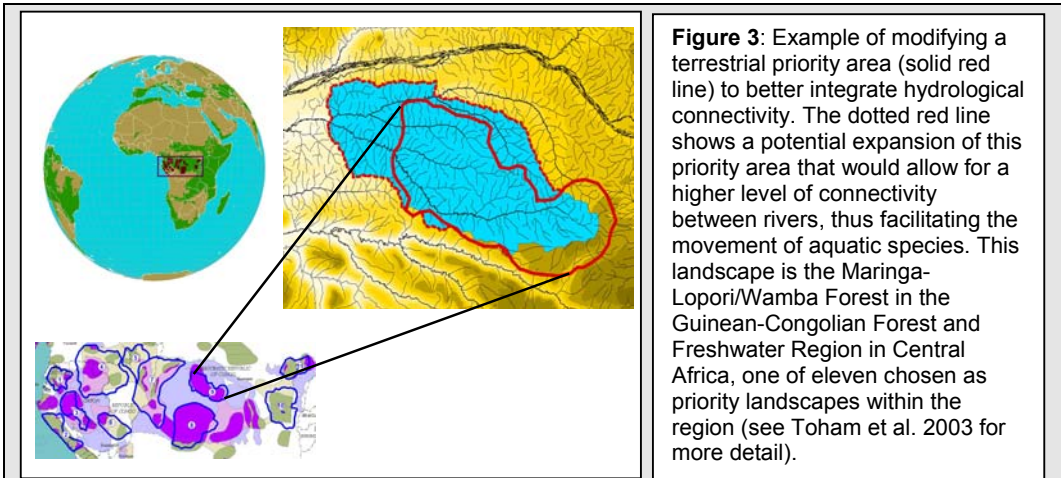 Figure 3: Example of modifying a
terrestrial priority area (solid red
line) to better integrate hydrological
connectivity. The dotted red line
shows a potential expansion of this
priority area that would allow for a
higher level of connectivity
between rivers, thus facilitating the
movement of aquatic species. This
landscape is the Maringa-
Lopori/Wamba Forest in the
Guinean-Congolian Forest and
Freshwater Region in Central
Africa, one of eleven chosen as
priority landscapes within the
region (see Toham et al. 2003 for
more detail).
REPUBLIC
OF CONGO